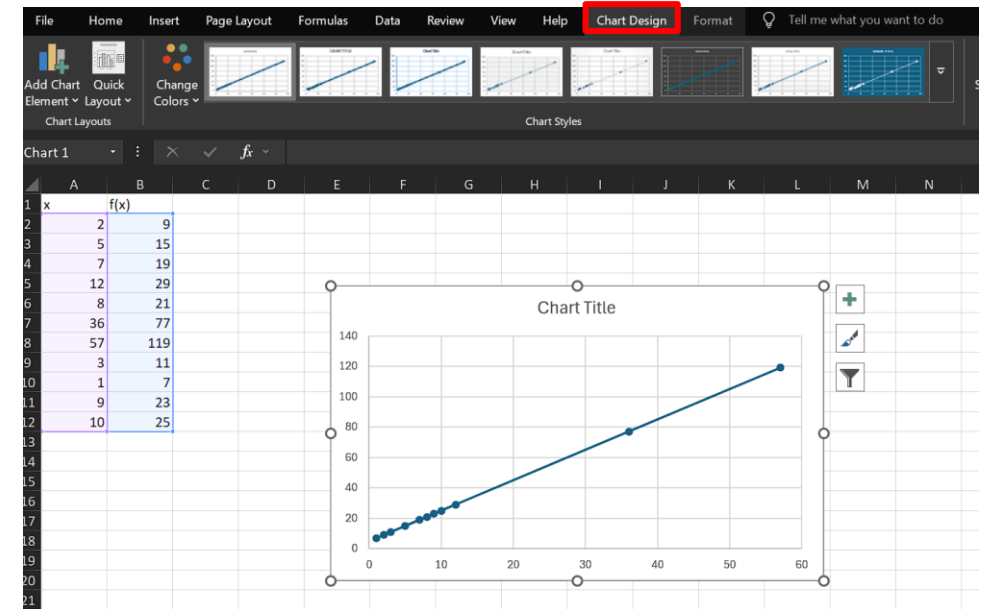 File Home Insert Page Layout Formulas Data Review View Help Chart Design Format Tell me what you want to do
Add Chart Element Quick Layout Change Colors
Chart Layouts Chart Styles
Chart 1 fx
A B C D E F G H I J K L M N
1 x f(x)
2 2 9
3 5 15
4 7 19
5 12 29
6 8 21
7 36 77
8 57 119
9 3 11
10 1 7
11 9 23
12 10 25
13
14
15
16
17
18
19
20
21
Chart Title
140
120
100
80
60
40
20
0
0 10 20 30 40 50 60